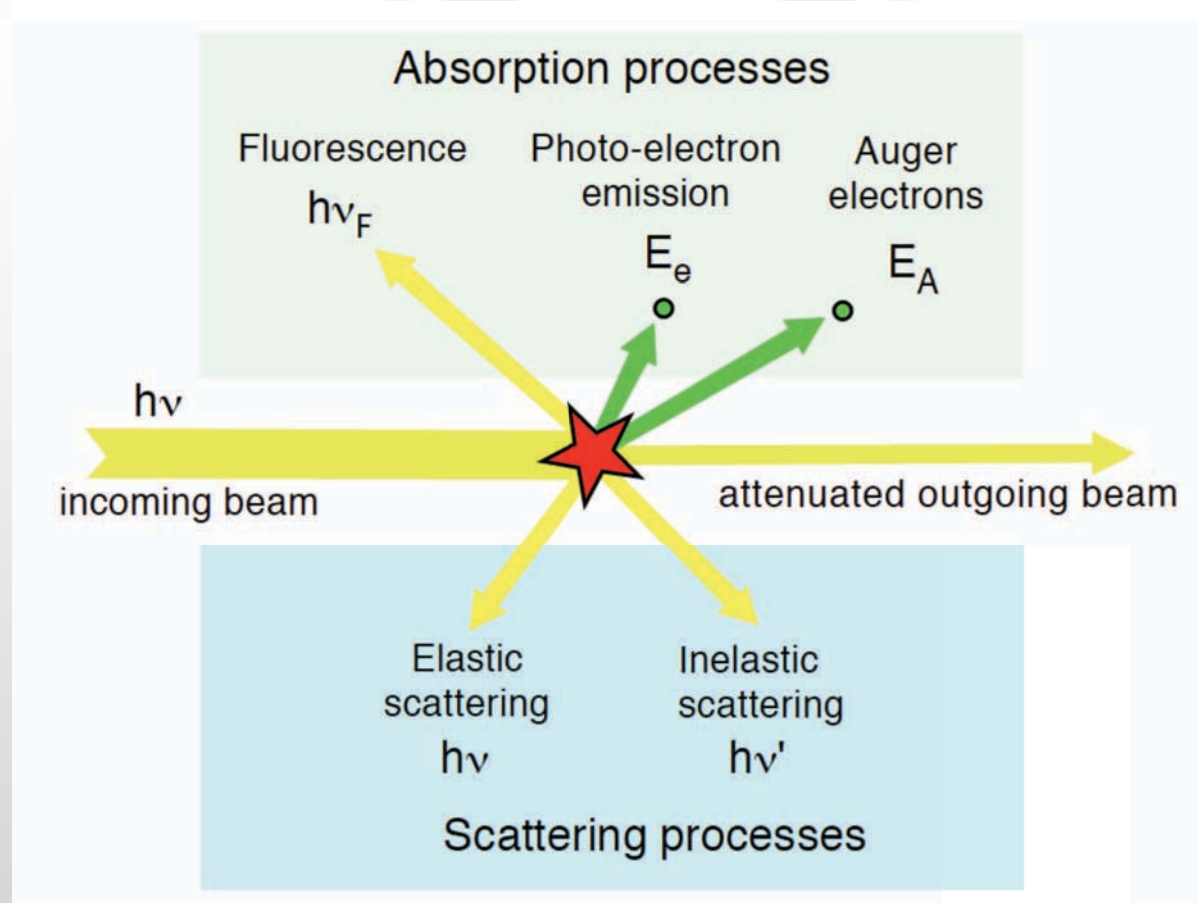 Absorption processes
Fluorescence
hν_F
Photo-electron
emission
E_e
Auger
electrons
E_A
hν
incoming beam
attenuated outgoing beam
Elastic
scattering
hν
Inelastic
scattering
hν'
Scattering processes